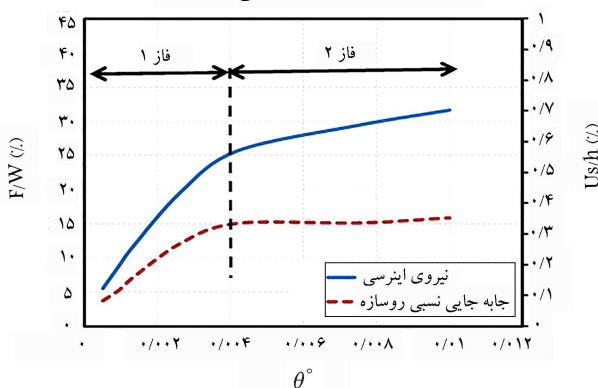 ۴۵
۴۰
۳۵
۳۰
۲۵
۲۰
۱۵
۱۰
۵
۰
F/W (٪)
فاز ۱
فاز ۲
۱
۰/۹
۰/۸
۰/۷
۰/۶
۰/۵
۰/۴
۰/۳
۰/۲
۰/۱
۰
Us/h (٪)
نیروی اینرسی
جابه جایی نسبی روسازه
۰ ۰/۰۰۲ ۰/۰۰۴ ۰/۰۰۶ ۰/۰۰۸ ۰/۰۱ ۰/۰۱۲
θ°